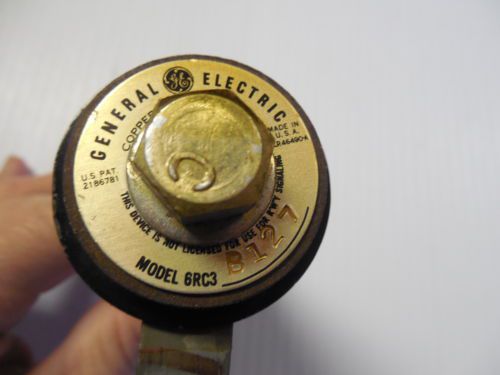 GENERAL GE ELECTRIC
COPPER
MADE IN
U.S.A.
U.S. PAT.
2186781
THIS DEVICE IS NOT LICENSED FOR USE FOR R'W'Y SIGNALING
MODEL 6RC3
B127
C